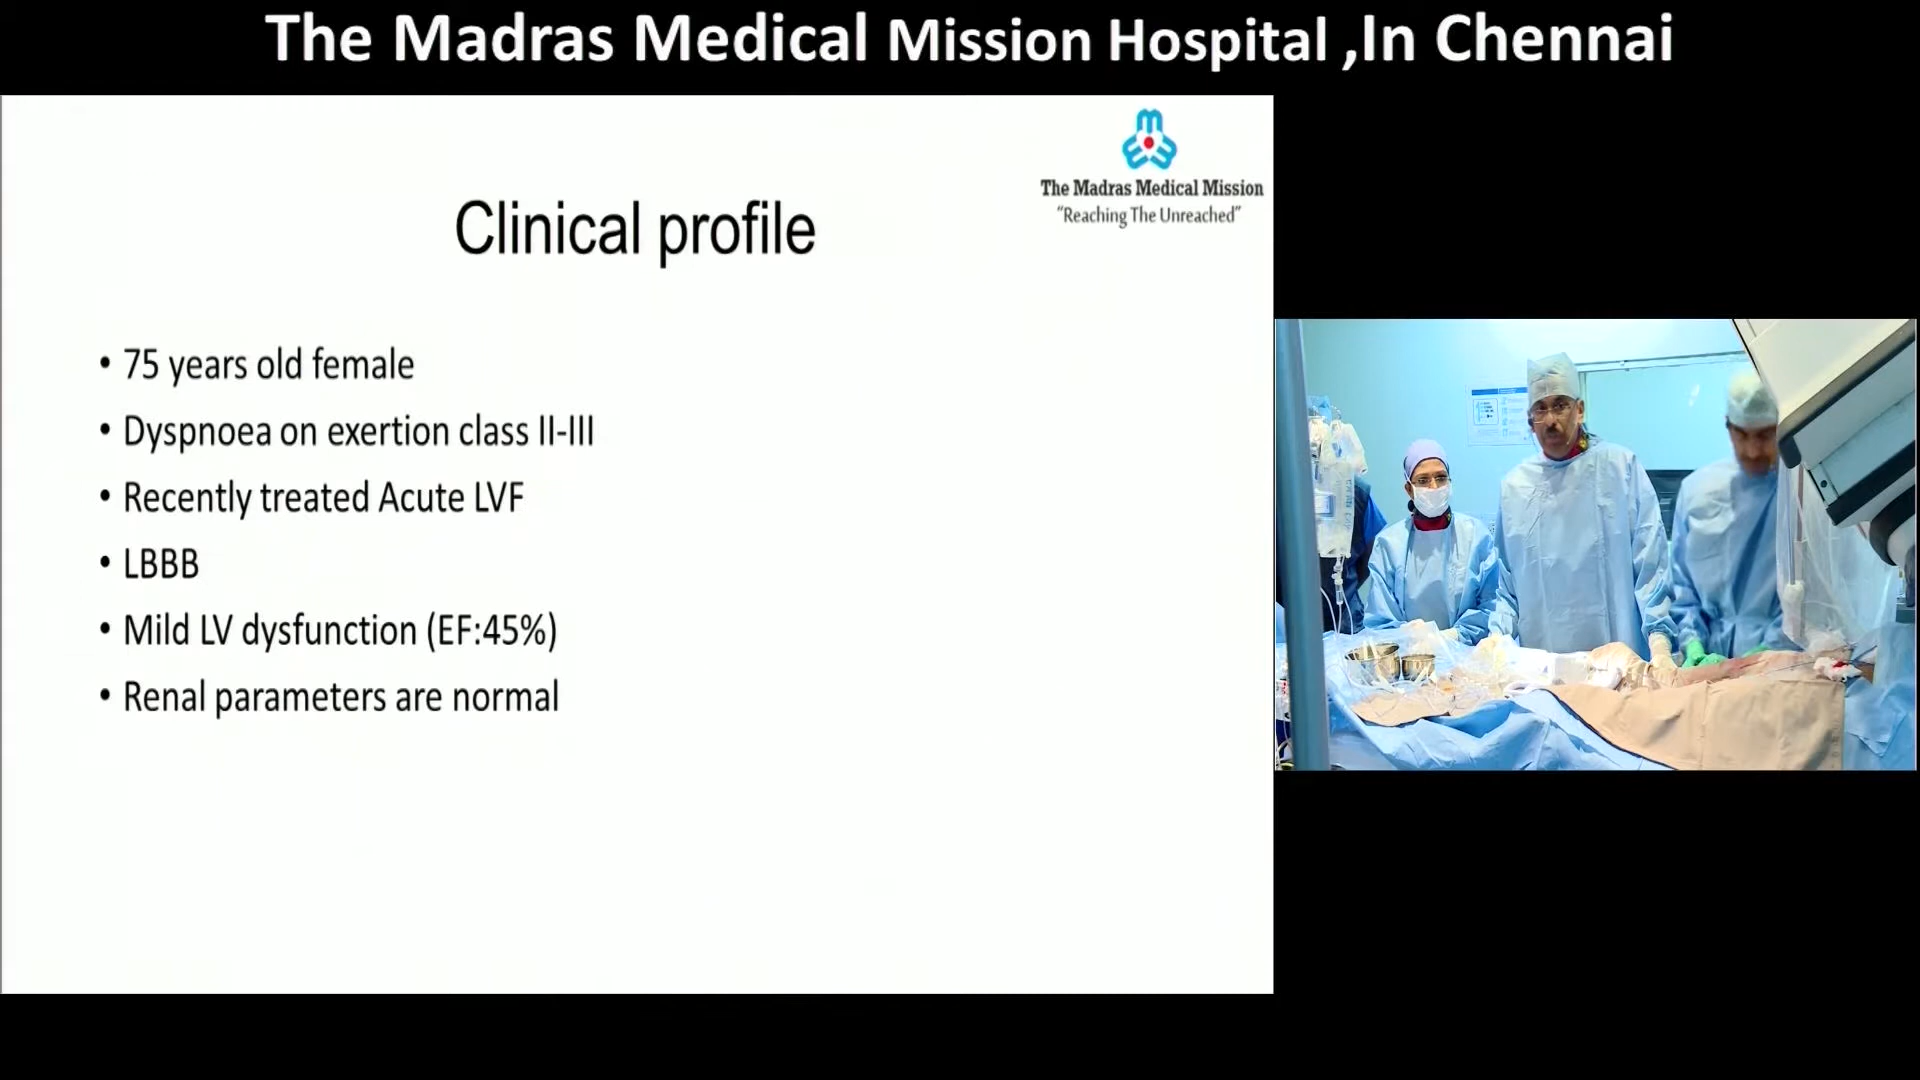 The Madras Medical Mission Hospital ,In Chennai
The Madras Medical Mission
“Reaching The Unreached”
Clinical profile
• 75 years old female
• Dyspnoea on exertion class II-III
• Recently treated Acute LVF
• LBBB
• Mild LV dysfunction (EF:45%)
• Renal parameters are normal